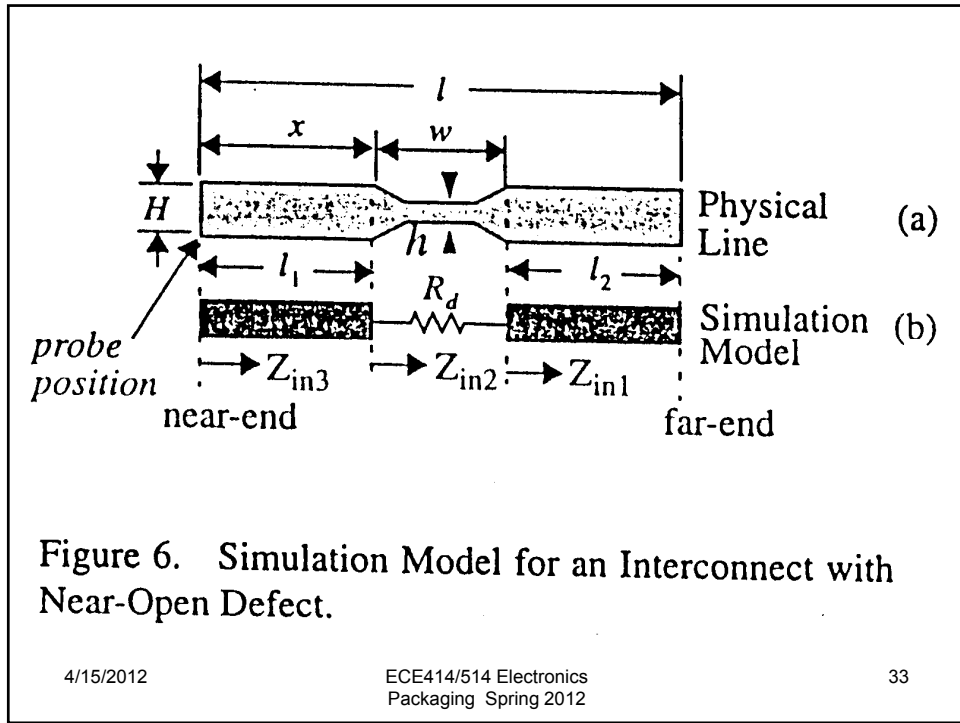 l
x
w
H
h
Physical
Line
(a)
l₁
l₂
R_d
Simulation
Model
(b)
probe
position
Z_in3
Z_in2
Z_in1
near-end
far-end
Figure 6. Simulation Model for an Interconnect with
Near-Open Defect.
4/15/2012
ECE414/514 Electronics
Packaging Spring 2012
33